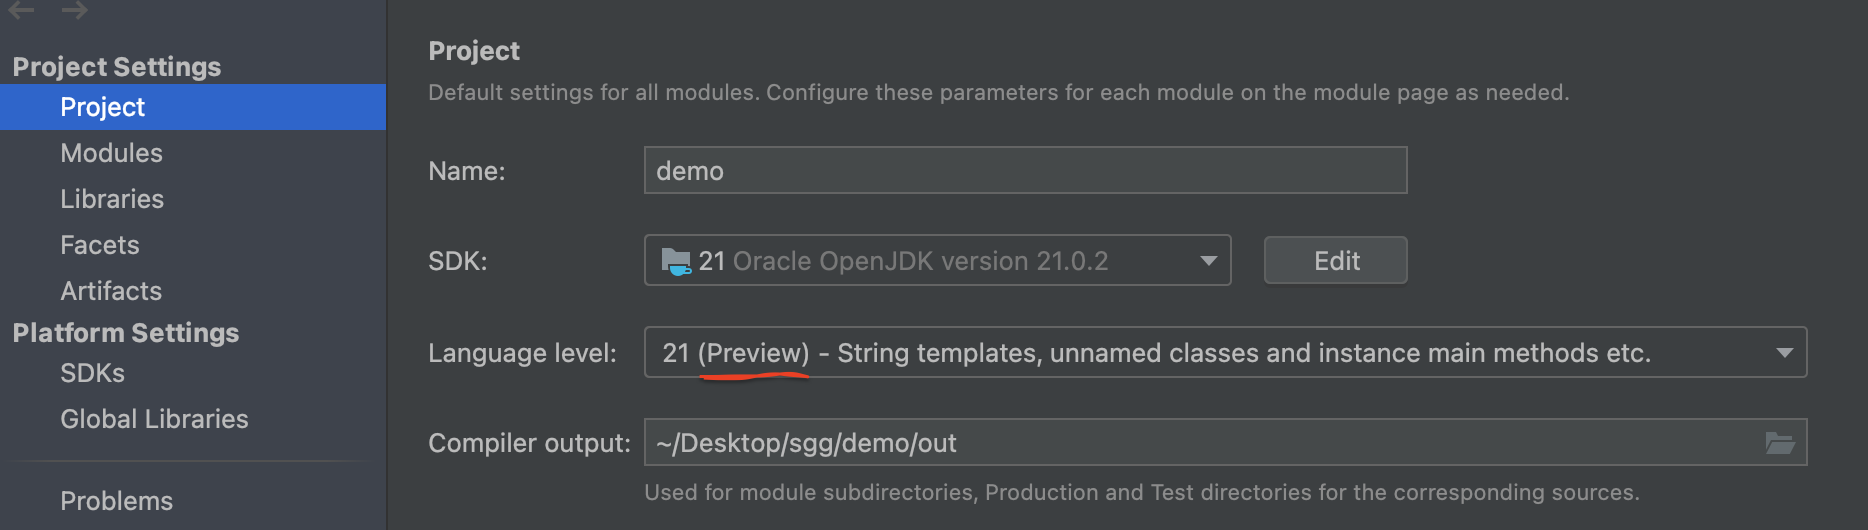 Project Settings
Project
Modules
Libraries
Facets
Artifacts
Platform Settings
SDKs
Global Libraries
Problems
Project
Default settings for all modules. Configure these parameters for each module on the module page as needed.
Name: demo
SDK: 21 Oracle OpenJDK version 21.0.2 Edit
Language level: 21 (Preview) - String templates, unnamed classes and instance main methods etc.
Compiler output: ~/Desktop/sgg/demo/out
Used for module subdirectories, Production and Test directories for the corresponding sources.